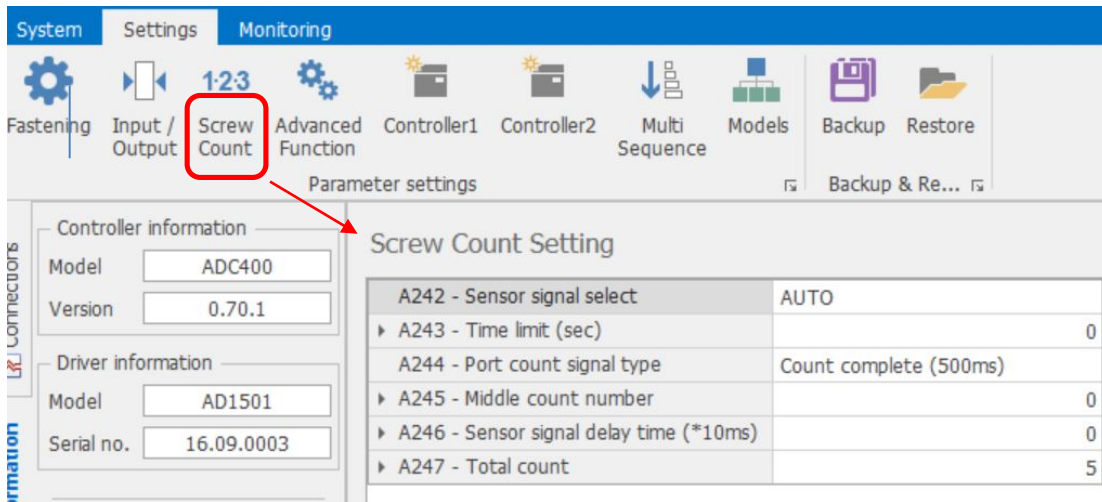 System Settings Monitoring
1·2·3
Fastening Input / Screw Advanced Controller1 Controller2 Multi Models Backup Restore
Output Count Function Sequence
Parameter settings Backup & Re...
Connections
Controller information
Model ADC400
Version 0.70.1
Driver information
Model AD1501
Serial no. 16.09.0003
Screw Count Setting
A242 - Sensor signal select AUTO
A243 - Time limit (sec) 0
A244 - Port count signal type Count complete (500ms)
A245 - Middle count number 0
A246 - Sensor signal delay time (*10ms) 0
A247 - Total count 5